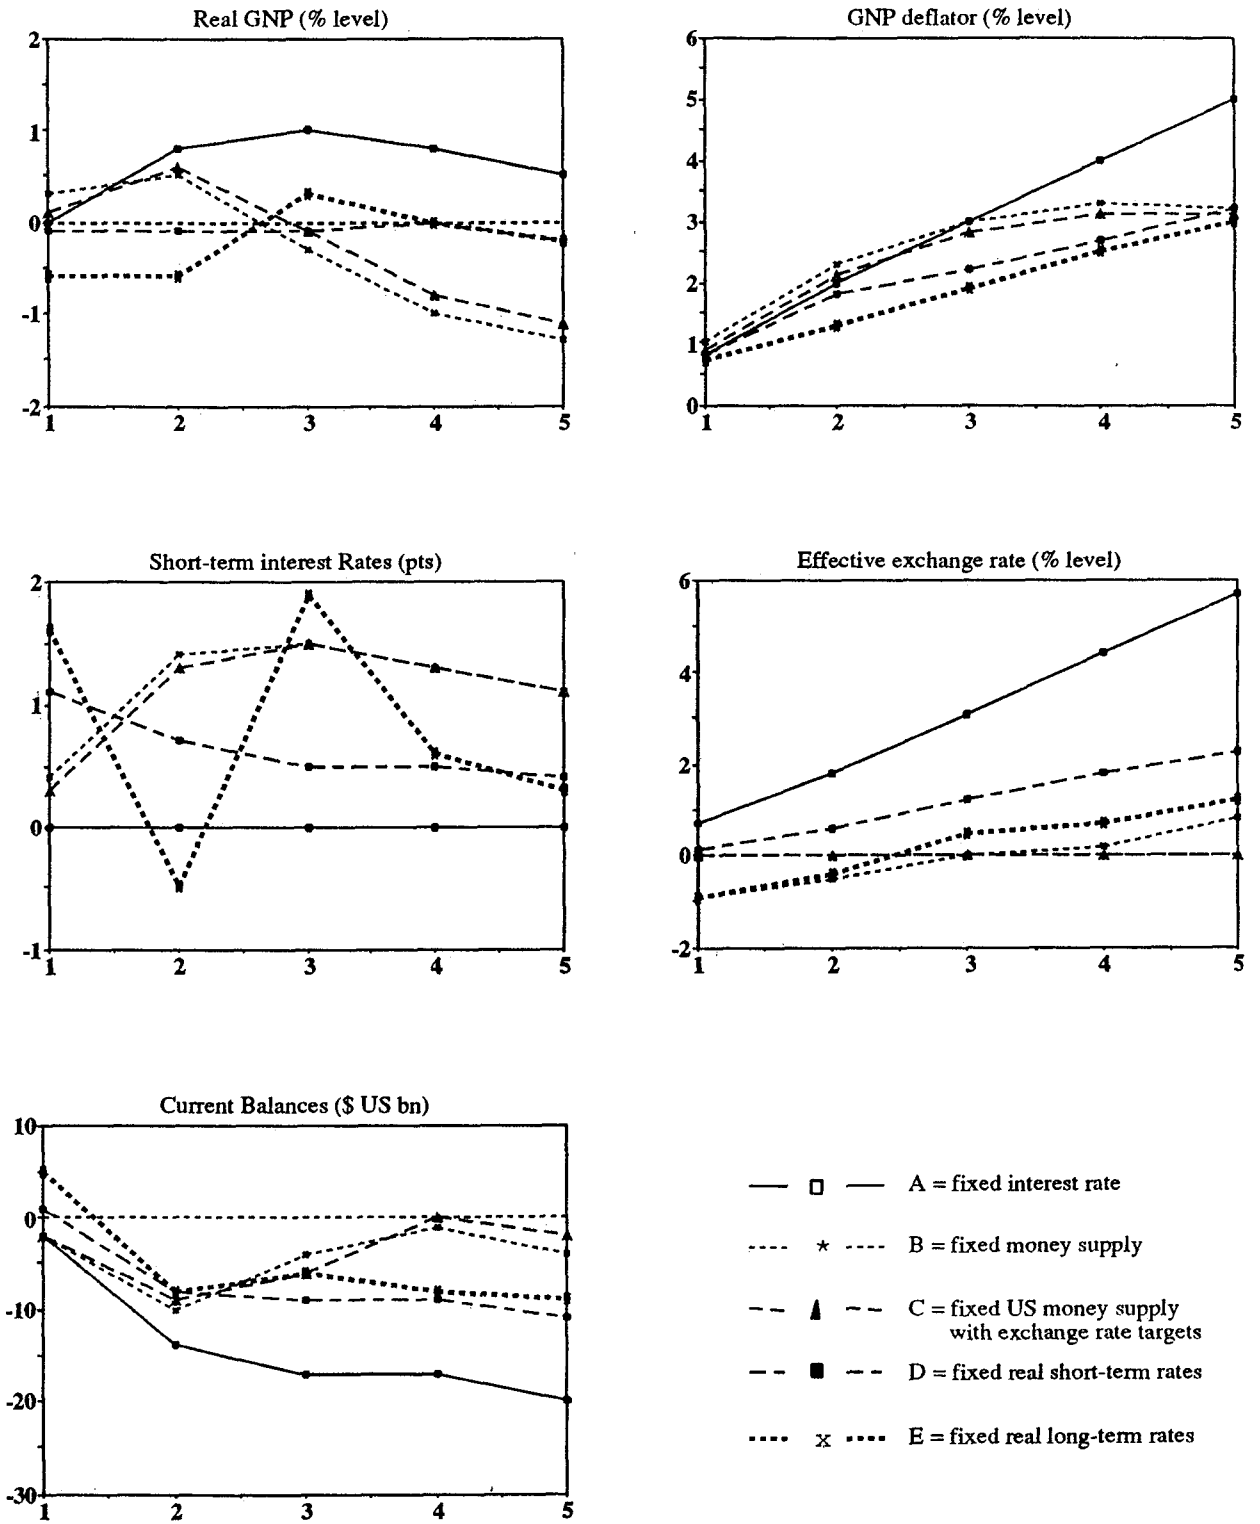 Real GNP (% level)
2
1
0
-1
-2
1 2 3 4 5
GNP deflator (% level)
6
5
4
3
2
1
0
1 2 3 4 5
Short-term interest Rates (pts)
2
1
0
-1
1 2 3 4 5
Effective exchange rate (% level)
6
4
2
0
-2
1 2 3 4 5
Current Balances ($ US bn)
10
0
-10
-20
-30
1 2 3 4 5
A = fixed interest rate
B = fixed money supply
C = fixed US money supply
with exchange rate targets
D = fixed real short-term rates
E = fixed real long-term rates